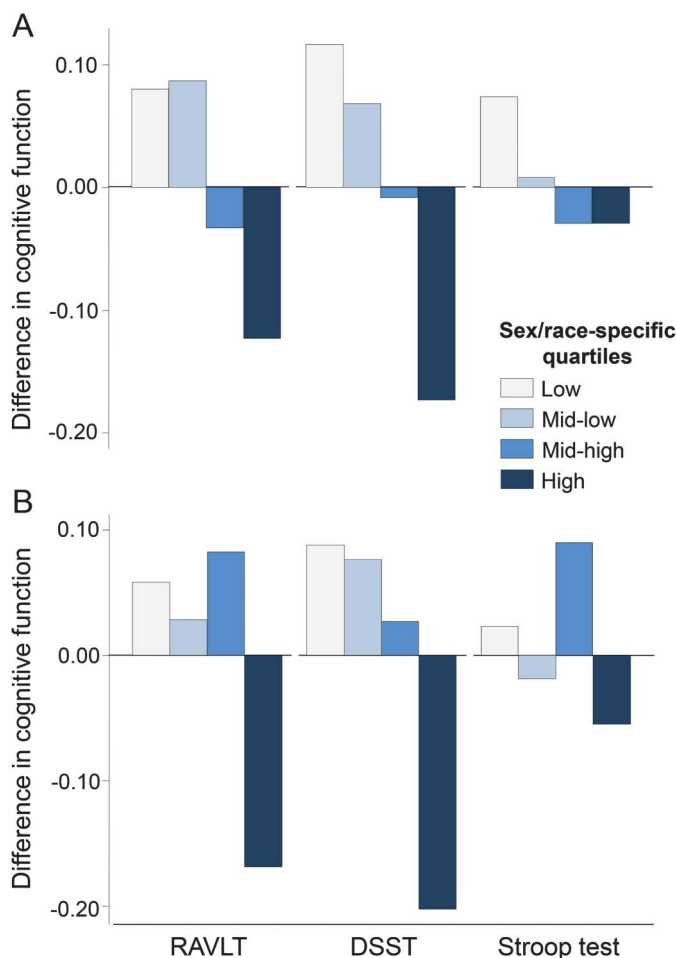 A
Difference in cognitive function
0.10
0.00
-0.10
-0.20
Sex/race-specific
quartiles
Low
Mid-low
Mid-high
High
B
Difference in cognitive function
0.10
0.00
-0.10
-0.20
RAVLT
DSST
Stroop test